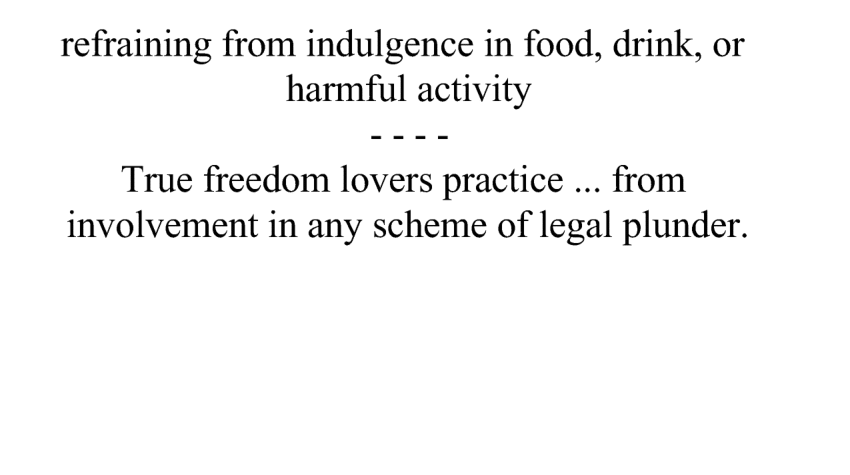 refraining from indulgence in food, drink, or
harmful activity
- - - -
True freedom lovers practice ... from
involvement in any scheme of legal plunder.